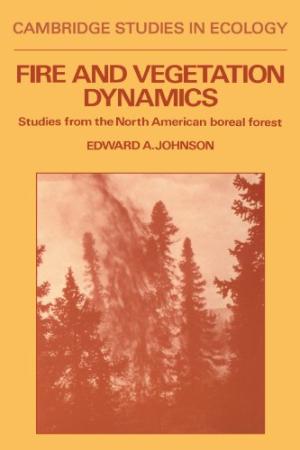 CAMBRIDGE STUDIES IN ECOLOGY
FIRE AND VEGETATION
DYNAMICS
Studies from the North American boreal forest
EDWARD A. JOHNSON